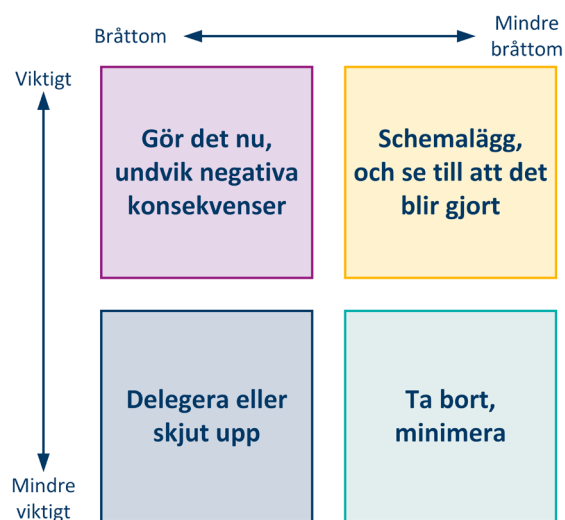 Bråttom
Mindre
bråttom
Viktigt
Gör det nu,
undvik negativa
konsekvenser
Schemalägg,
och se till att det
blir gjort
Delegera eller
skjut upp
Ta bort,
minimera
Mindre
viktigt